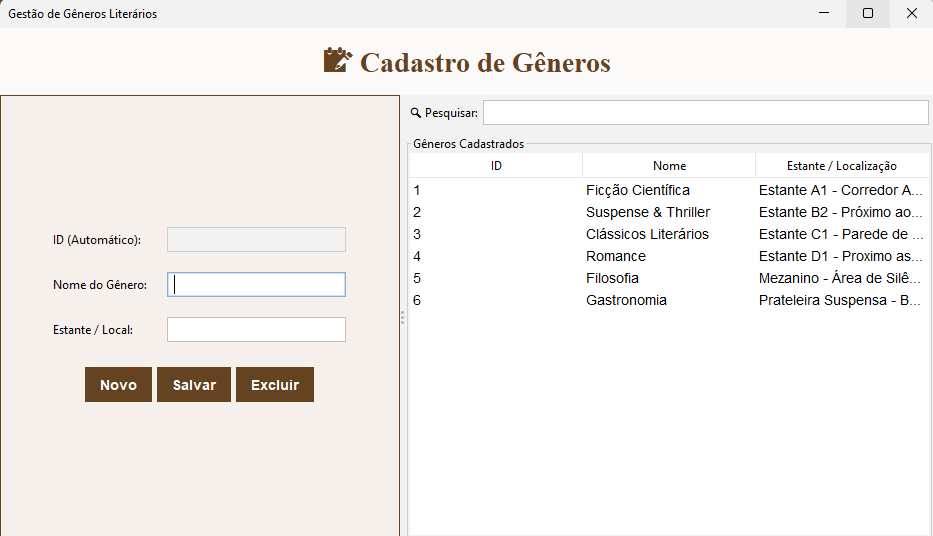 Gestão de Gêneros Literários
Cadastro de Gêneros
Pesquisar:
Gêneros Cadastrados
ID Nome Estante / Localização
1 Ficção Científica Estante A1 - Corredor A...
2 Suspense & Thriller Estante B2 - Próximo ao...
3 Clássicos Literários Estante C1 - Parede de ...
4 Romance Estante D1 - Proximo as...
5 Filosofia Mezanino - Área de Silê...
6 Gastronomia Prateleira Suspensa - B...
ID (Automático):
Nome do Gênero:
Estante / Local:
Novo Salvar Excluir